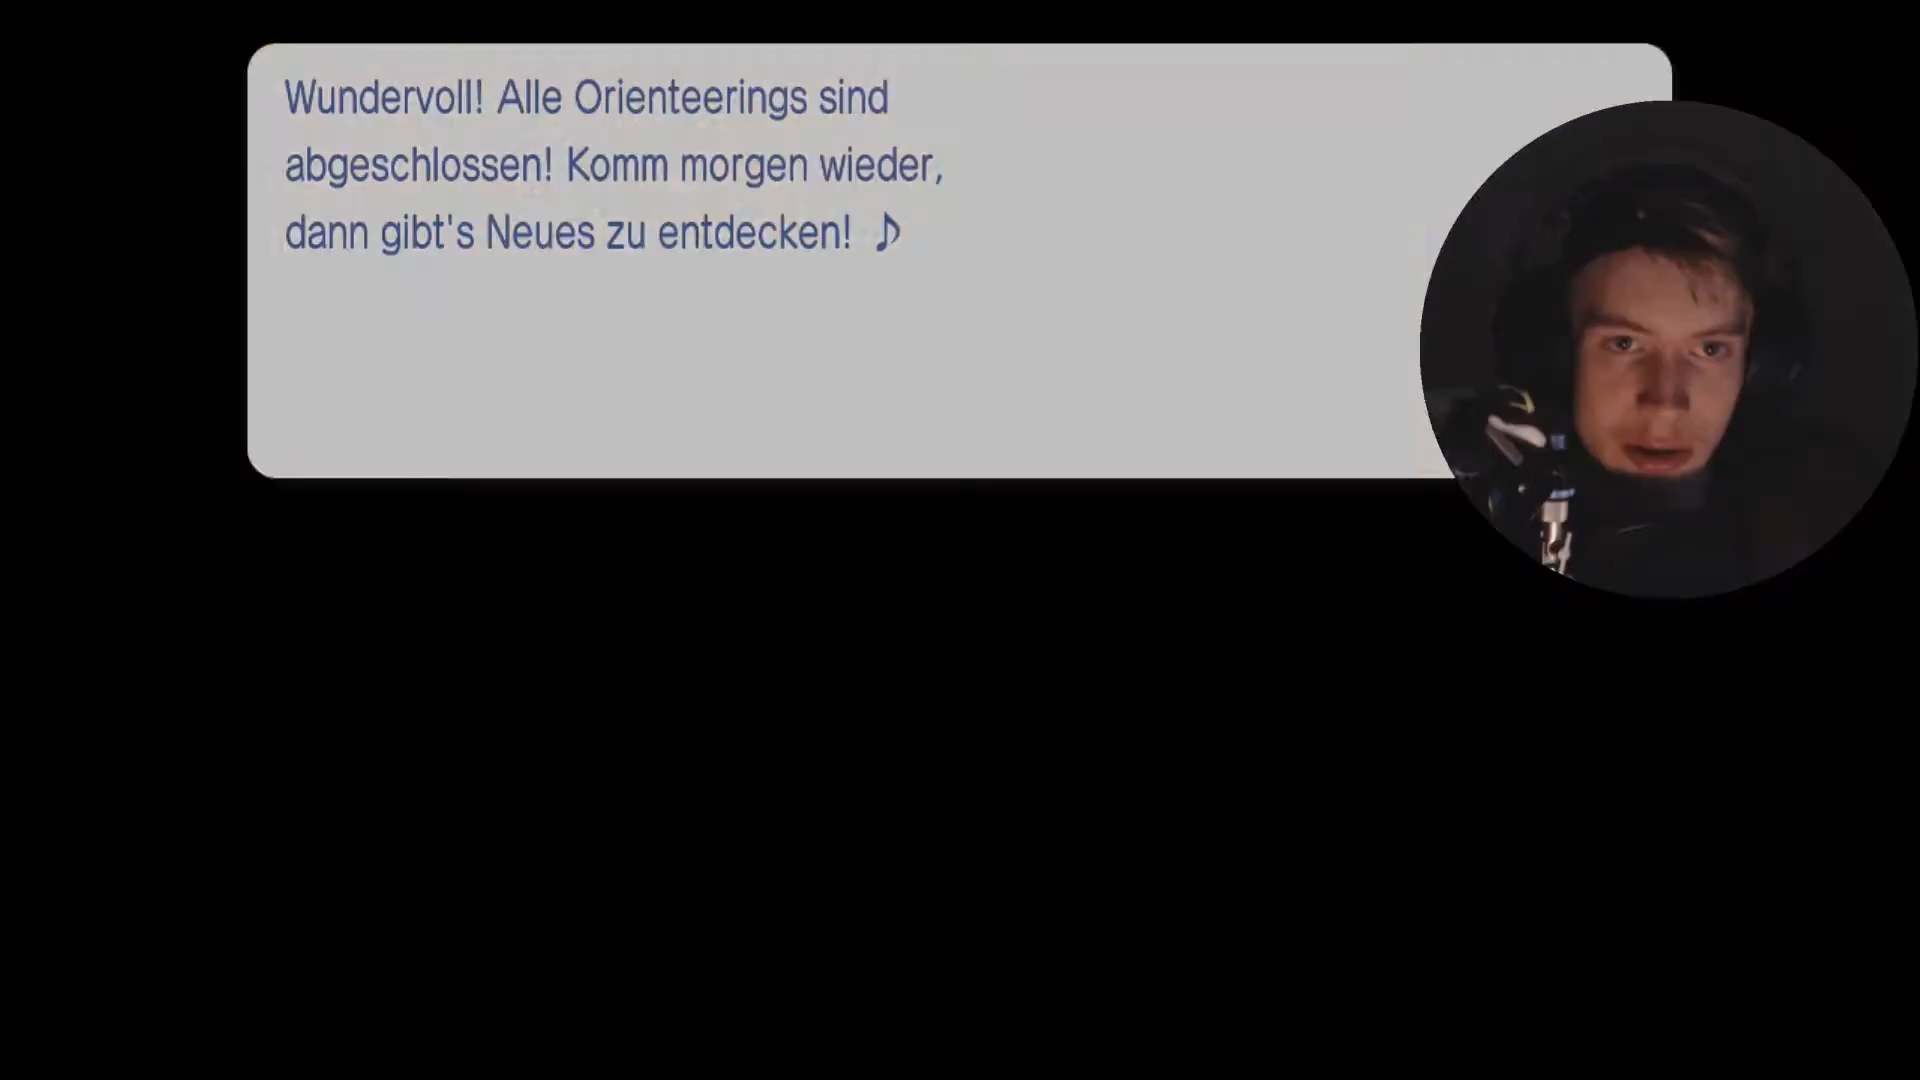 Wundervoll! Alle Orienteerings sind
abgeschlossen! Komm morgen wieder,
dann gibt's Neues zu entdecken! ♪